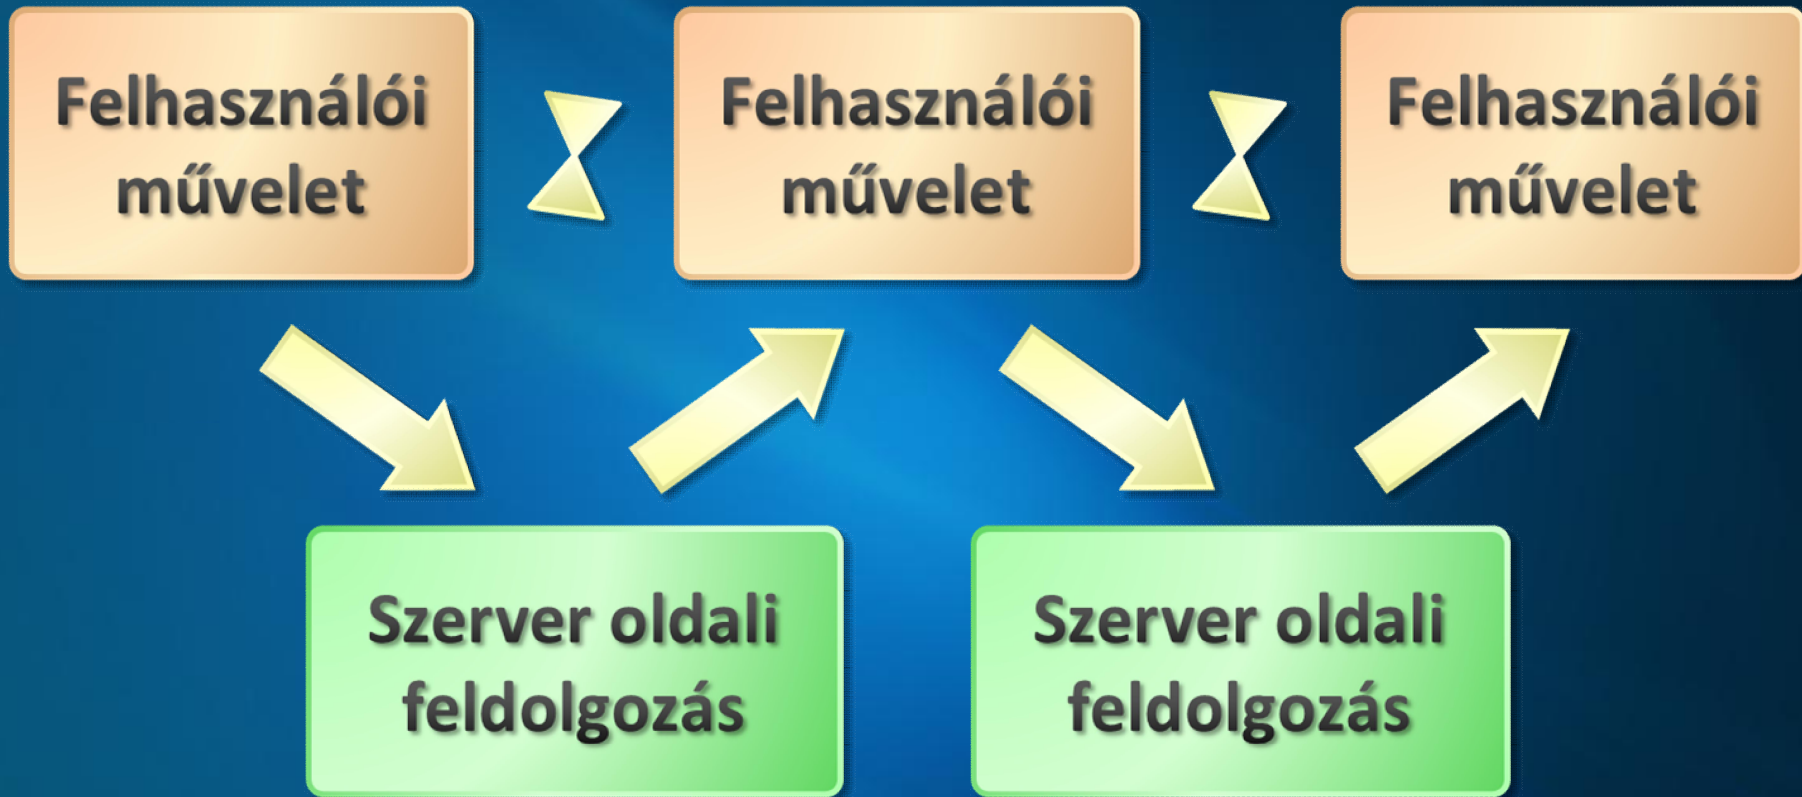 Felhasználói
művelet
Felhasználói
művelet
Felhasználói
művelet
Szerver oldali
feldolgozás
Szerver oldali
feldolgozás